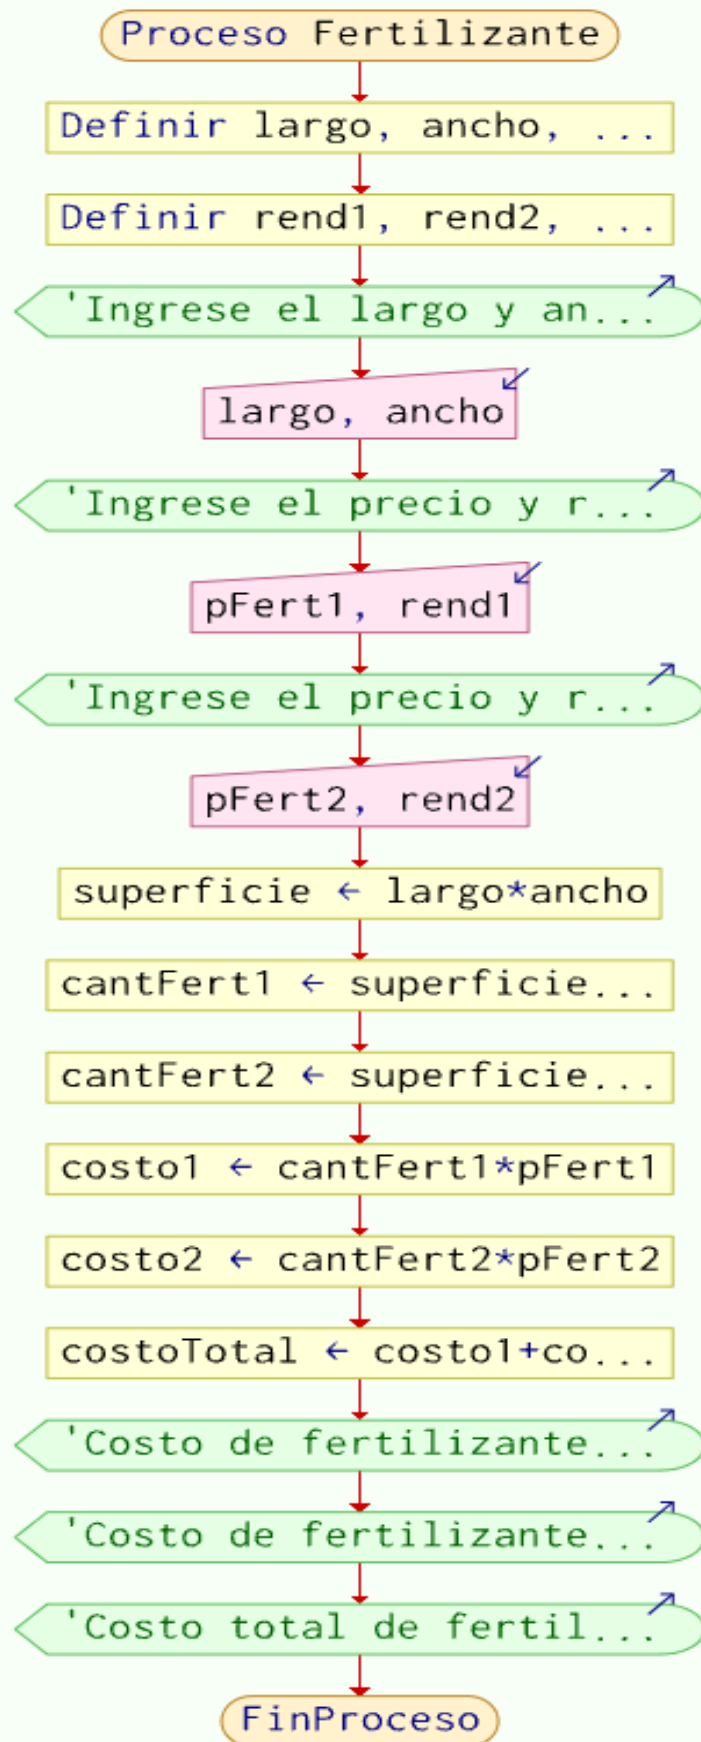 Proceso Fertilizante
Definir largo, ancho, ...
Definir rend1, rend2, ...
'Ingrese el largo y an...
largo, ancho
'Ingrese el precio y r...
pFert1, rend1
'Ingrese el precio y r...
pFert2, rend2
superficie ← largo*ancho
cantFert1 ← superficie...
cantFert2 ← superficie...
costo1 ← cantFert1*pFert1
costo2 ← cantFert2*pFert2
costoTotal ← costo1+co...
'Costo de fertilizante...
'Costo de fertilizante...
'Costo total de fertil...
FinProceso